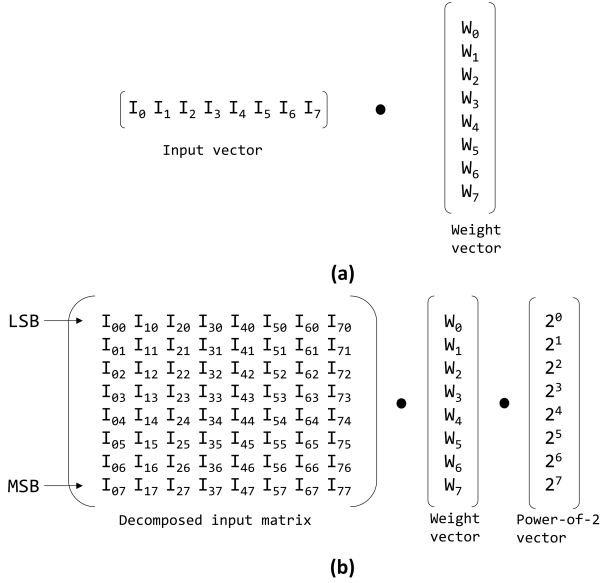 I₀ I₁ I₂ I₃ I₄ I₅ I₆ I₇
Input vector
W₀
W₁
W₂
W₃
W₄
W₅
W₆
W₇
Weight
vector
(a)
LSB
I₀₀ I₁₀ I₂₀ I₃₀ I₄₀ I₅₀ I₆₀ I₇₀
I₀₁ I₁₁ I₂₁ I₃₁ I₄₁ I₅₁ I₆₁ I₇₁
I₀₂ I₁₂ I₂₂ I₃₂ I₄₂ I₅₂ I₆₂ I₇₂
I₀₃ I₁₃ I₂₃ I₃₃ I₄₃ I₅₃ I₆₃ I₇₃
I₀₄ I₁₄ I₂₄ I₃₄ I₄₄ I₅₄ I₆₄ I₇₄
I₀₅ I₁₅ I₂₅ I₃₅ I₄₅ I₅₅ I₆₅ I₇₅
I₀₆ I₁₆ I₂₆ I₃₆ I₄₆ I₅₆ I₆₆ I₇₆
MSB
I₀₇ I₁₇ I₂₇ I₃₇ I₄₇ I₅₇ I₆₇ I₇₇
Decomposed input matrix
W₀
W₁
W₂
W₃
W₄
W₅
W₆
W₇
Weight
vector
2⁰
2¹
2²
2³
2⁴
2⁵
2⁶
2⁷
Power-of-2
vector
(b)